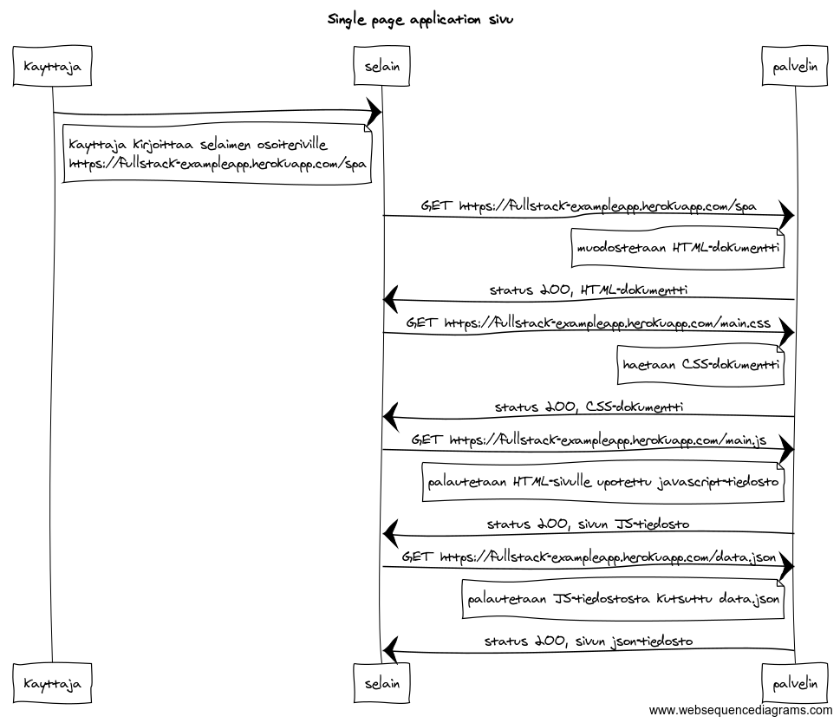 Single page application sivu
Kayttaja
selain
palvelin
Kayttaja kirjoittaa selaimen osoiteriville
https://fullstack-exampleapp.herokuapp.com/spa
GET https://fullstack-exampleapp.herokuapp.com/spa
muodostetaan HTML-dokumentti
status 200, HTML-dokumentti
GET https://fullstack-exampleapp.herokuapp.com/main.css
haetaan CSS-dokumentti
status 200, CSS-dokumentti
GET https://fullstack-exampleapp.herokuapp.com/main.js
palautetaan HTML-sivulle upotettu javascript-tiedosto
status 200, sivun JS-tiedosto
GET https://fullstack-exampleapp.herokuapp.com/data.json
palautetaan JS-tiedostosta kutsuttu data.json
status 200, sivun json-tiedosto
Kayttaja
selain
palvelin
www.websequencediagrams.com